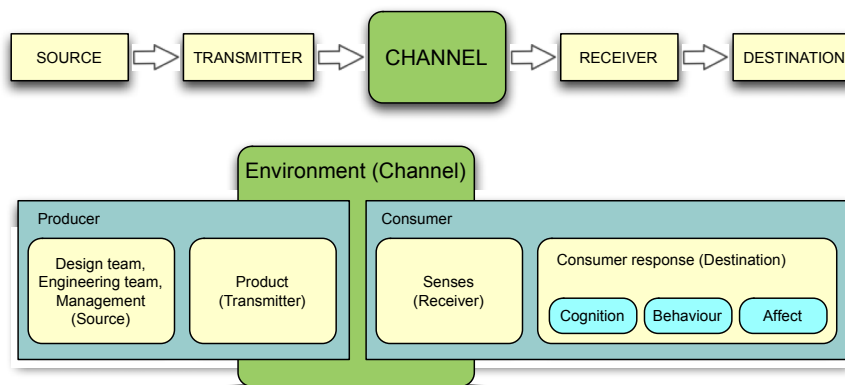 SOURCE
TRANSMITTER
CHANNEL
RECEIVER
DESTINATION
Environment (Channel)
Producer
Design team,
Engineering team,
Management
(Source)
Product
(Transmitter)
Consumer
Senses
(Receiver)
Consumer response (Destination)
Cognition
Behaviour
Affect